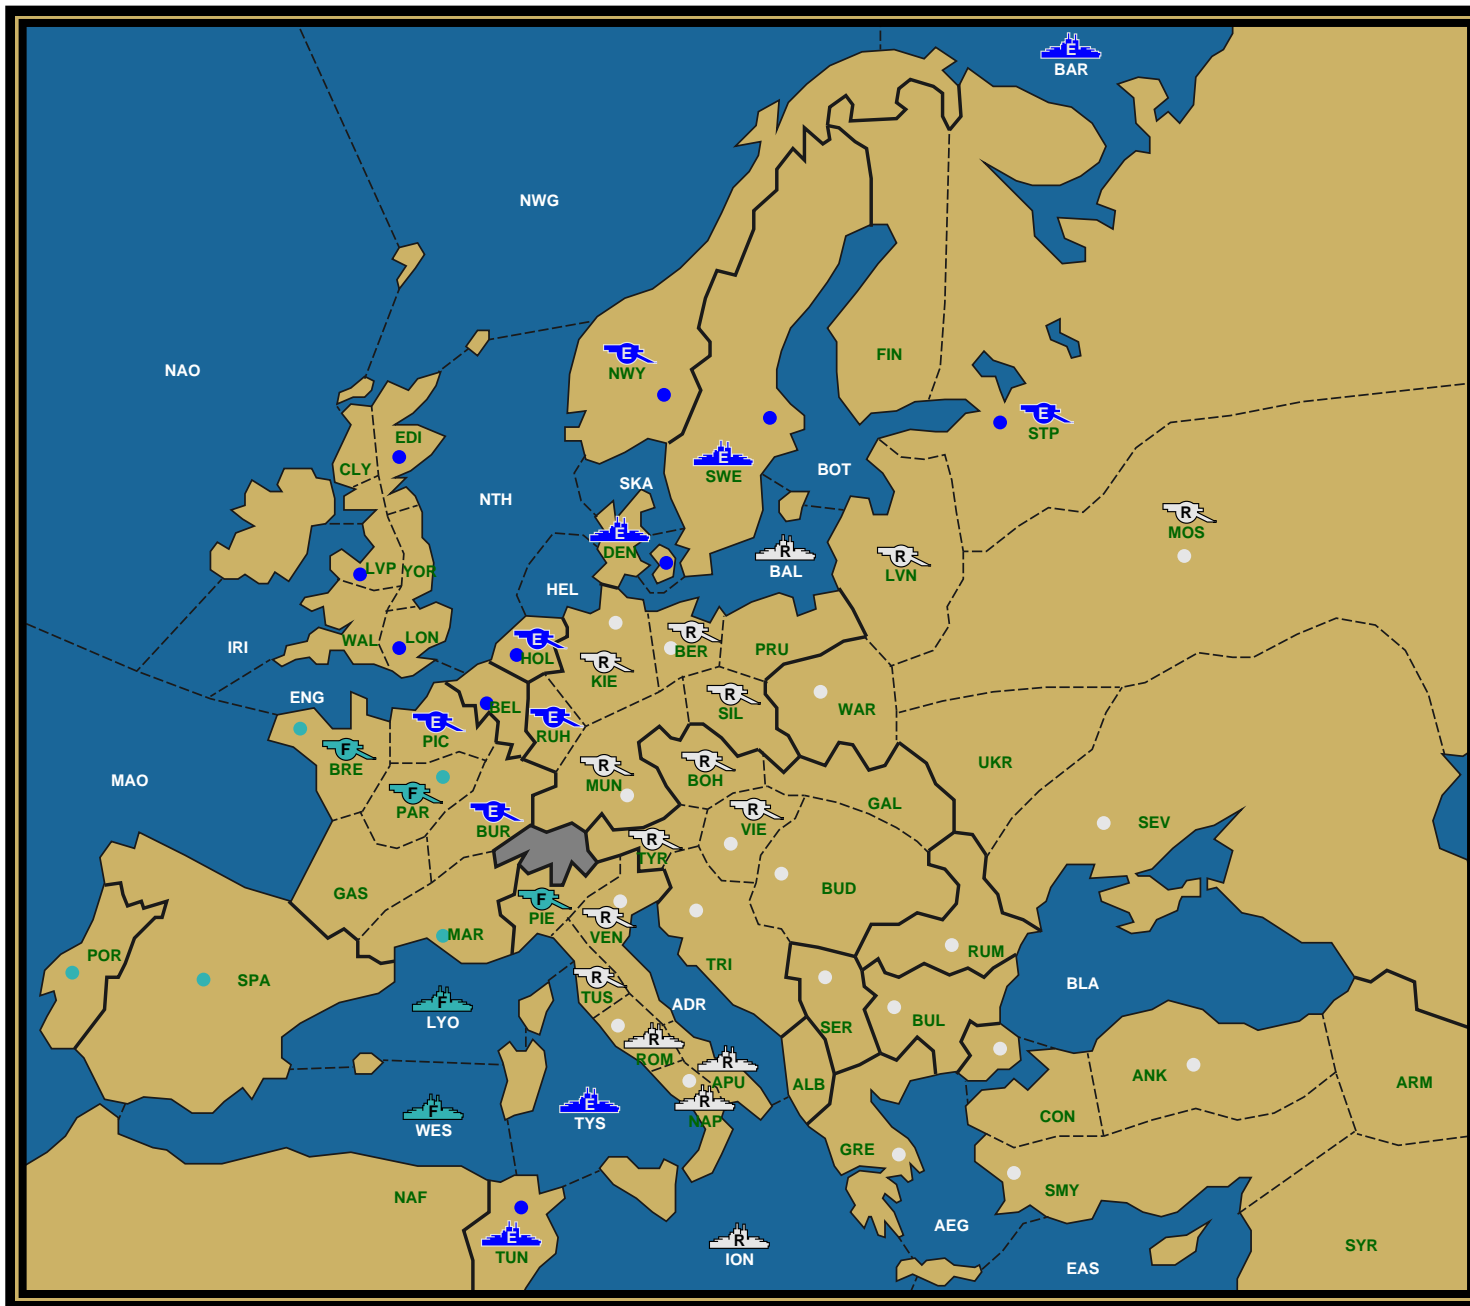 E
BAR
NWG
E
NWY
FIN
NAO
E
STP
EDI
CLY
E
SWE
BOT
SKA
NTH
R
MOS
E
DEN
R
BAL
R
LVN
LVP
YOR
HEL
IRI
WAL
LON
E
HOL
R
KIE
R
BER
PRU
ENG
BEL
R
SIL
WAR
E
PIC
E
RUH
F
BRE
UKR
MAO
R
MUN
R
BOH
F
PAR
E
BUR
R
VIE
GAL
SEV
R
TYR
GAS
BUD
F
PIE
R
VEN
MAR
POR
SPA
TRI
RUM
R
TUS
F
LYO
ADR
BLA
SER
BUL
R
ROM
R
APU
ALB
ANK
ARM
F
WES
E
TYS
R
NAP
CON
GRE
NAF
SMY
E
TUN
AEG
R
ION
EAS
SYR